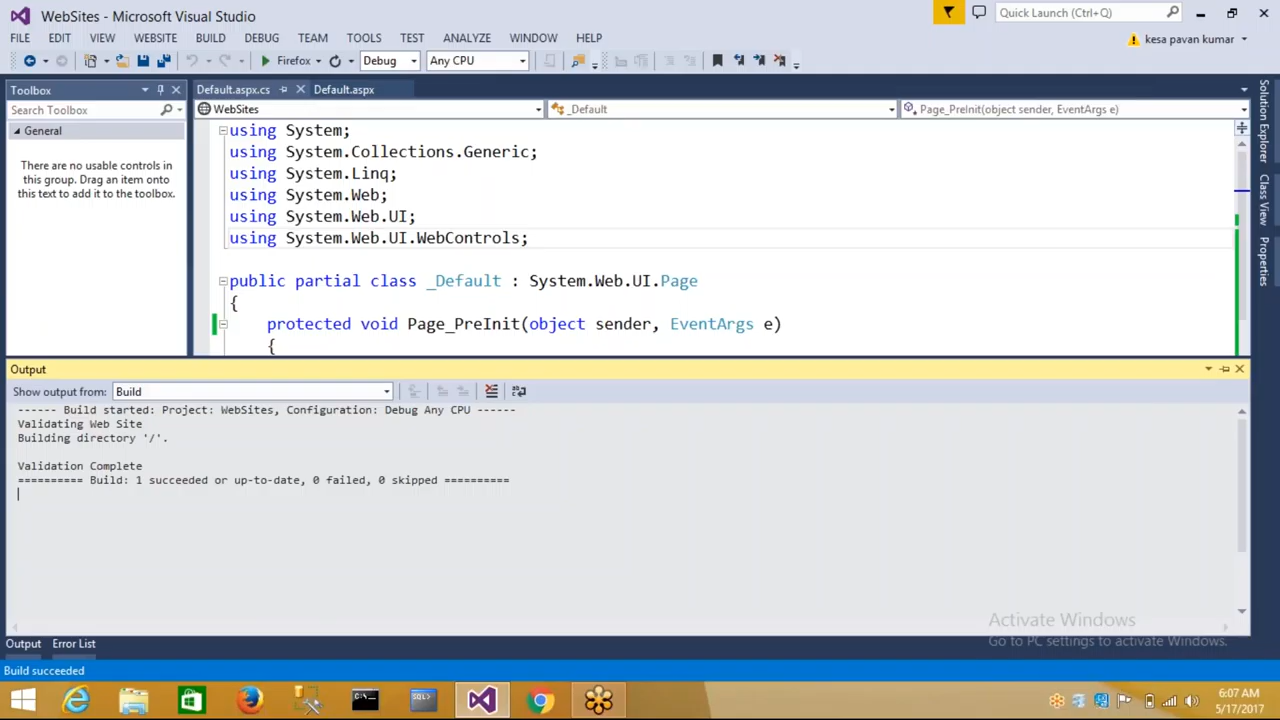 WebSites - Microsoft Visual Studio
Quick Launch (Ctrl+Q)
FILE EDIT VIEW WEBSITE BUILD DEBUG TEAM TOOLS TEST ANALYZE WINDOW HELP
kesa pavan kumar
Firefox Debug Any CPU
Toolbox
Search Toolbox
General
There are no usable controls in
this group. Drag an item onto
this text to add it to the toolbox.
Default.aspx.cs Default.aspx
WebSites _Default Page_PreInit(object sender, EventArgs e)
using System;
using System.Collections.Generic;
using System.Linq;
using System.Web;
using System.Web.UI;
using System.Web.UI.WebControls;
public partial class _Default : System.Web.UI.Page
{
protected void Page_PreInit(object sender, EventArgs e)
{
Solution Explorer
Class View
Properties
Output
Show output from: Build
------ Build started: Project: WebSites, Configuration: Debug Any CPU ------
Validating Web Site
Building directory '/'.
Validation Complete
========== Build: 1 succeeded or up-to-date, 0 failed, 0 skipped ==========
Activate Windows
Go to PC settings to activate Windows.
Output Error List
Build succeeded
6:07 AM
5/17/2017